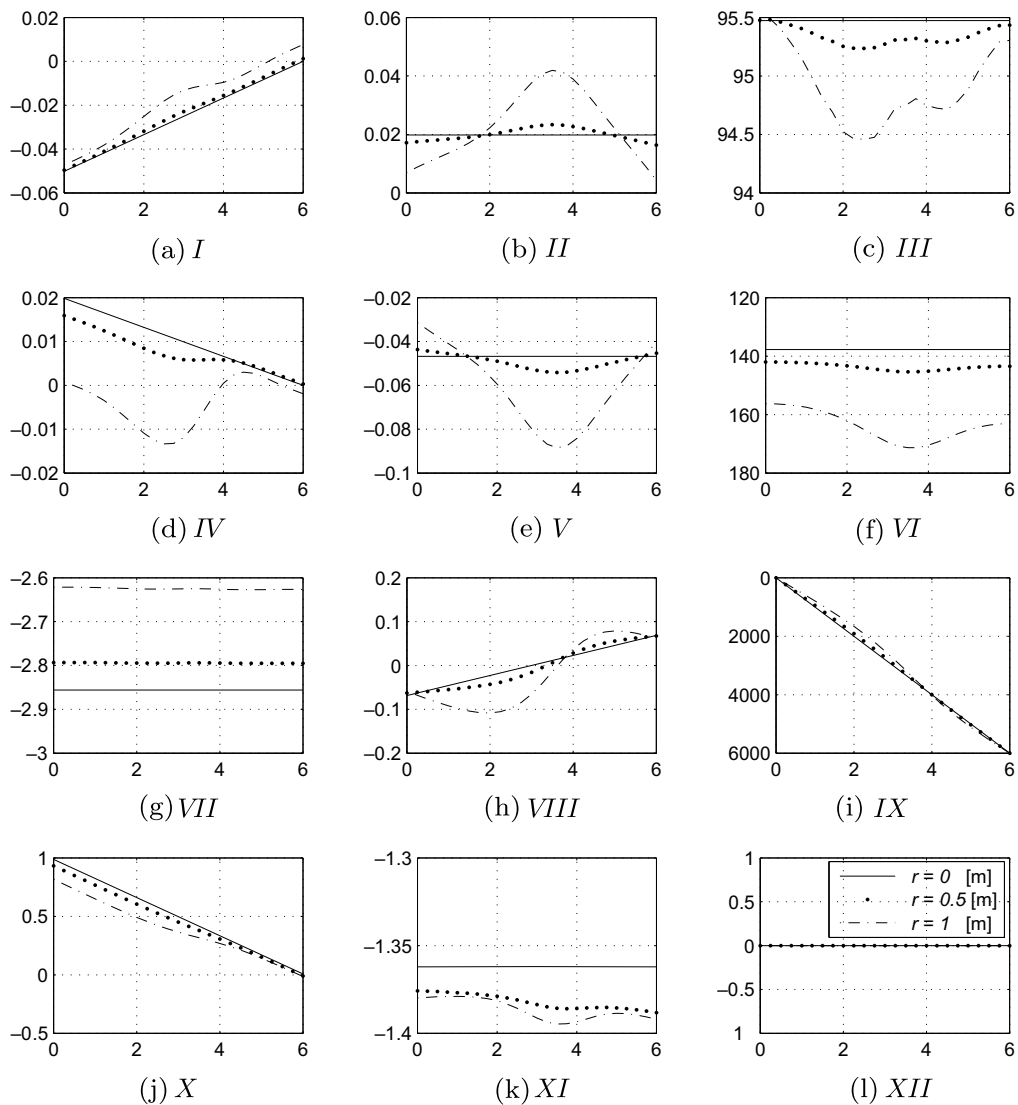 0.02
0
−0.02
−0.04
−0.06
0 2 4 6
(a) I
0.06
0.04
0.02
0
0 2 4 6
(b) II
95.5
95
94.5
94
0 2 4 6
(c) III
0.02
0.01
0
−0.01
−0.02
0 2 4 6
(d) IV
−0.02
−0.04
−0.06
−0.08
−0.1
0 2 4 6
(e) V
120
140
160
180
0 2 4 6
(f) VI
−2.6
−2.7
−2.8
−2.9
−3
0 2 4 6
(g) VII
0.2
0.1
0
−0.1
−0.2
0 2 4 6
(h) VIII
0
2000
4000
6000
0 2 4 6
(i) IX
1
0.5
0
−0.5
0 2 4 6
(j) X
−1.3
−1.35
−1.4
0 2 4 6
(k) XI
1
0.5
0
−0.5
1
0 2 4 6
r = 0 [m]
r = 0.5 [m]
r = 1 [m]
(l) XII